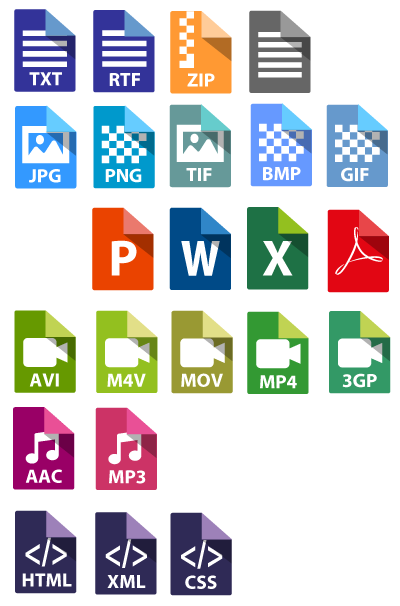 TXT RTF ZIP
JPG PNG TIF BMP GIF
P W X
AVI M4V MOV MP4 3GP
AAC MP3
</> </> </>
HTML XML CSS